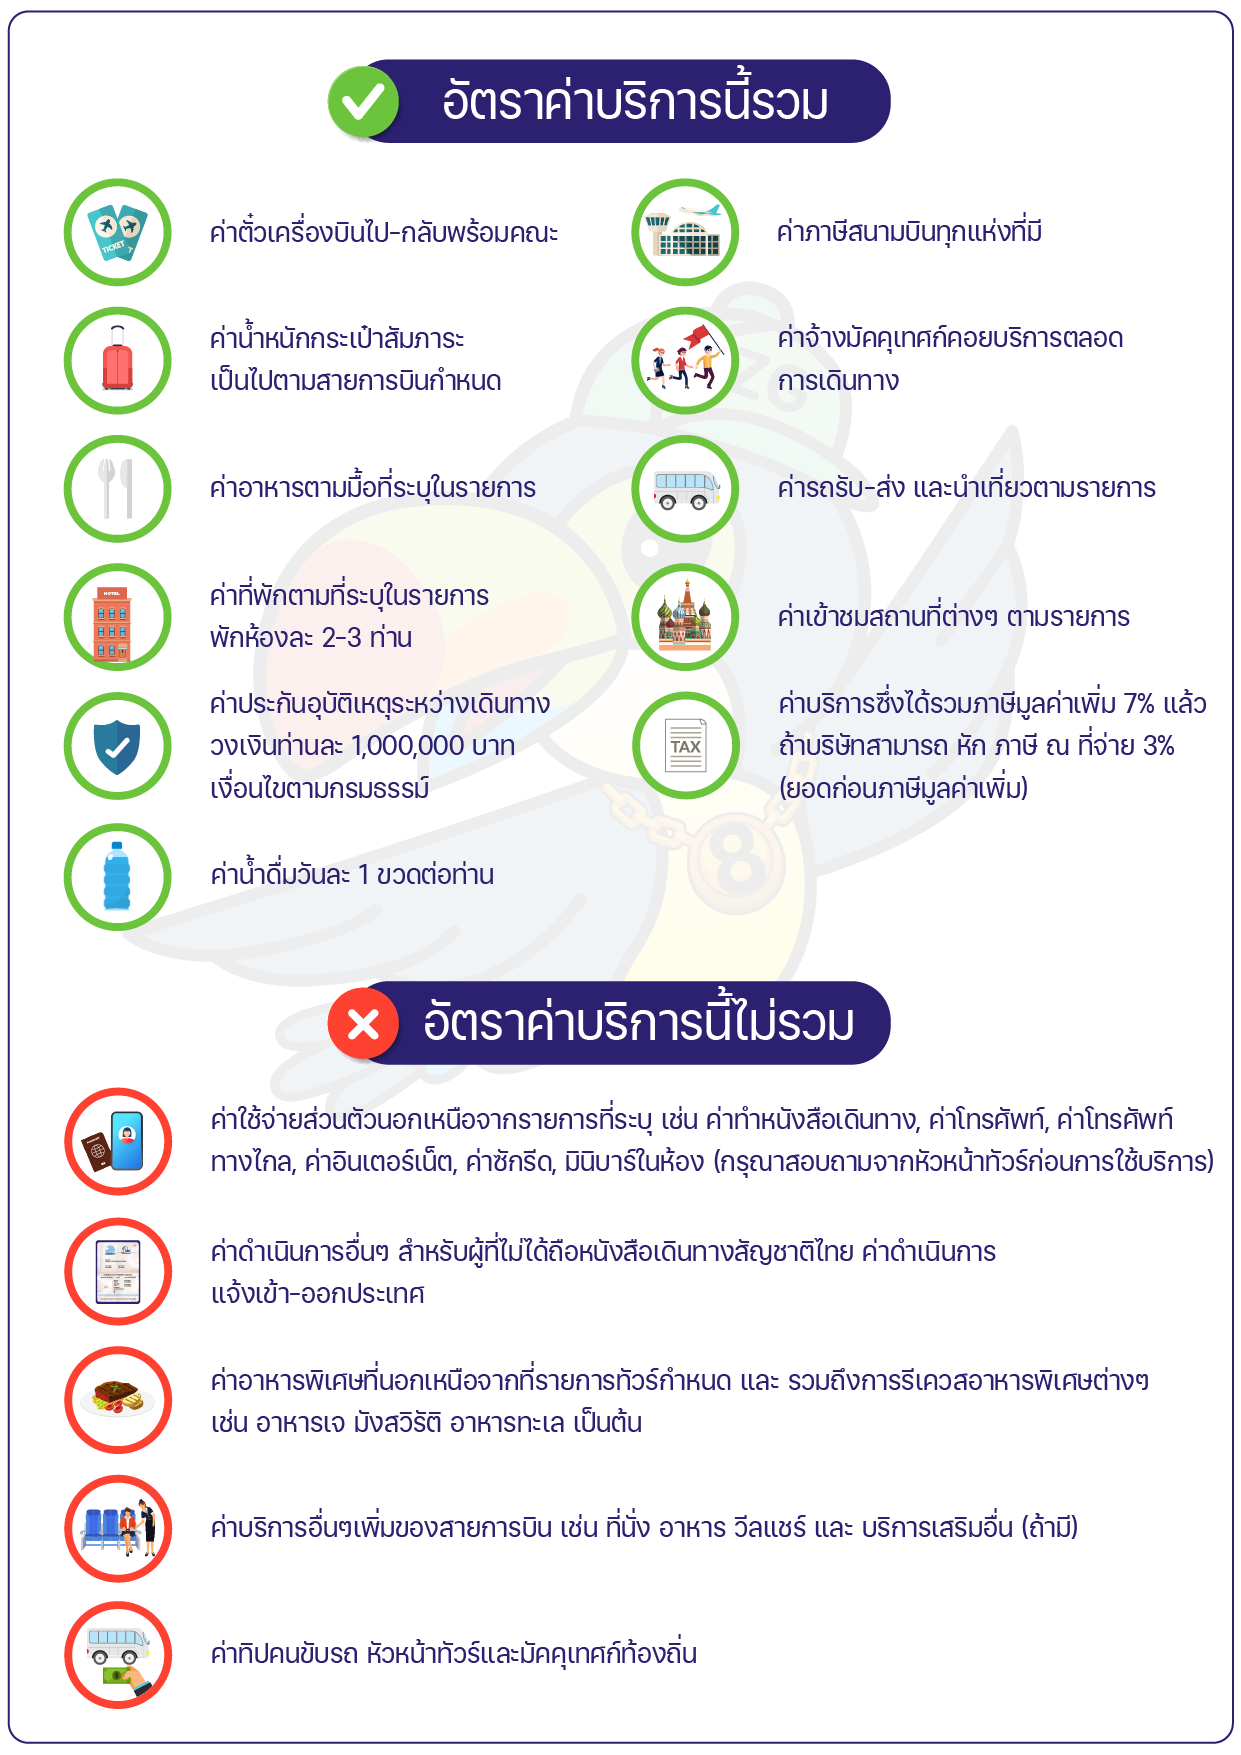 อัตราค่าบริการนี้รวม
ค่าตั๋วเครื่องบินไป-กลับพร้อมคณะ
ค่าภาษีสนามบินทุกแห่งที่มี
ค่าน้ำหนักกระเป๋าสัมภาระ
เป็นไปตามสายการบินกำหนด
ค่าจ้างมัคคุเทศก์คอยบริการตลอด
การเดินทาง
ค่าอาหารตามมื้อที่ระบุในรายการ
ค่ารถรับ-ส่ง และนำเที่ยวตามรายการ
ค่าที่พักตามที่ระบุในรายการ
พักห้องละ 2-3 ท่าน
ค่าเข้าชมสถานที่ต่างๆ ตามรายการ
ค่าประกันอุบัติเหตุระหว่างเดินทาง
วงเงินท่านละ 1,000,000 บาท
เงื่อนไขตามกรมธรรม์
ค่าบริการซึ่งได้รวมภาษีมูลค่าเพิ่ม 7% แล้ว
ถ้าบริษัทสามารถ หัก ภาษี ณ ที่จ่าย 3%
(ยอดก่อนภาษีมูลค่าเพิ่ม)
ค่าน้ำดื่มวันละ 1 ขวดต่อท่าน
TICKET
HOTEL
TAX
ZG
8
อัตราค่าบริการนี้ไม่รวม
ค่าใช้จ่ายส่วนตัวนอกเหนือจากรายการที่ระบุ เช่น ค่าทำหนังสือเดินทาง, ค่าโทรศัพท์, ค่าโทรศัพท์
ทางไกล, ค่าอินเตอร์เน็ต, ค่าซักรีด, มินิบาร์ในห้อง (กรุณาสอบถามจากหัวหน้าทัวร์ก่อนการใช้บริการ)
ค่าดำเนินการอื่นๆ สำหรับผู้ที่ไม่ได้ถือหนังสือเดินทางสัญชาติไทย ค่าดำเนินการ
แจ้งเข้า-ออกประเทศ
ค่าอาหารพิเศษที่นอกเหนือจากที่รายการทัวร์กำหนด และ รวมถึงการรีเควสอาหารพิเศษต่างๆ
เช่น อาหารเจ มังสวิรัติ อาหารทะเล เป็นต้น
ค่าบริการอื่นๆเพิ่มของสายการบิน เช่น ที่นั่ง อาหาร วีลแชร์ และ บริการเสริมอื่น (ถ้ามี)
ค่าทิปคนขับรถ หัวหน้าทัวร์และมัคคุเทศก์ท้องถิ่น